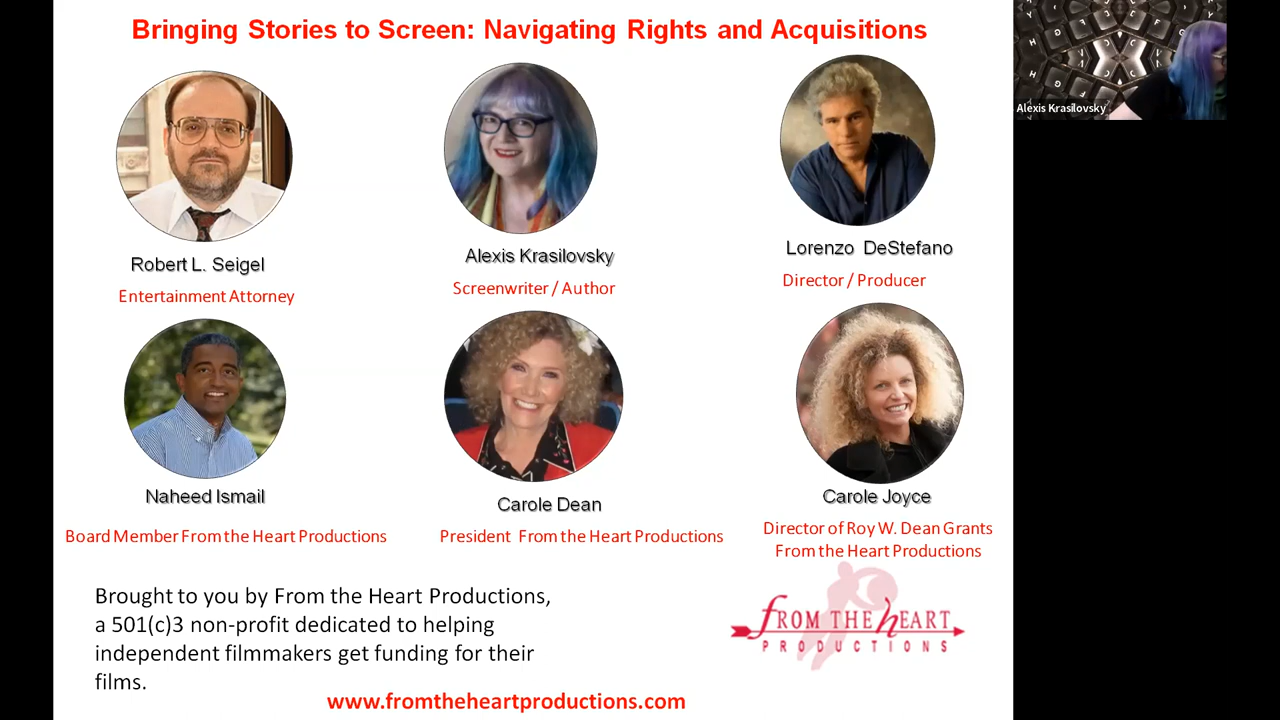 Bringing Stories to Screen: Navigating Rights and Acquisitions
Alexis Krasilovsky
Robert L. Seigel
Entertainment Attorney
Alexis Krasilovsky
Screenwriter / Author
Lorenzo DeStefano
Director / Producer
Naheed Ismail
Board Member From the Heart Productions
Carole Dean
President From the Heart Productions
Carole Joyce
Director of Roy W. Dean Grants
From the Heart Productions
Brought to you by From the Heart Productions,
a 501(c)3 non-profit dedicated to helping
independent filmmakers get funding for their
films.
FROM THE HEART
PRODUCTIONS
www.fromtheheartproductions.com